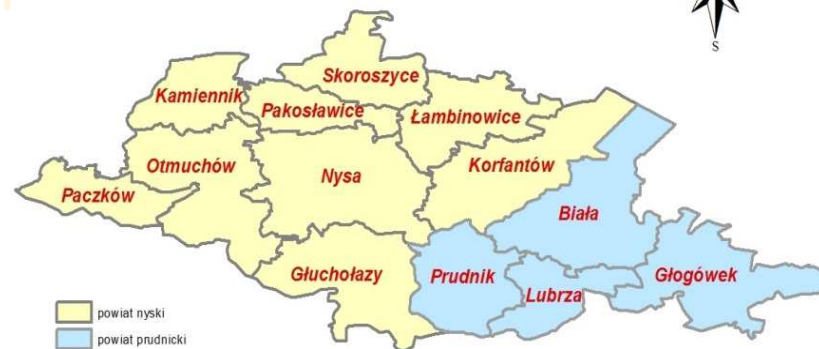 S
Skoroszyce
Kamiennik
Pakosławice
Łambinowice
Otmuchów
Nysa
Korfantów
Paczków
Biała
Głuchołazy
Prudnik
Głogówek
Lubrza
powiat nyski
powiat prudnicki